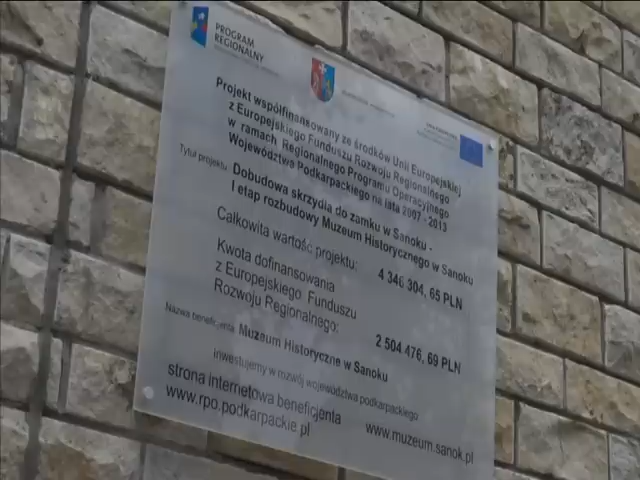 PROGRAM
REGIONALNY
Projekt współfinansowany ze środków Unii Europejskiej
z Europejskiego Funduszu Rozwoju Regionalnego
w ramach Regionalnego Programu Operacyjnego
Województwa Podkarpackiego na lata 2007 - 2013
Tytuł projektu Dobudowa skrzydła do zamku w Sanoku -
I etap rozbudowy Muzeum Historycznego w Sanoku
Całkowita wartość projektu: 4 346 304, 65 PLN
Kwota dofinansowania
z Europejskiego Funduszu
Rozwoju Regionalnego: 2 504 476, 69 PLN
Nazwa beneficjenta Muzeum Historyczne w Sanoku
inwestujemy w rozwój województwa podkarpackiego
strona internetowa beneficjenta www.muzeum.sanok.pl
www.rpo.podkarpackie.pl